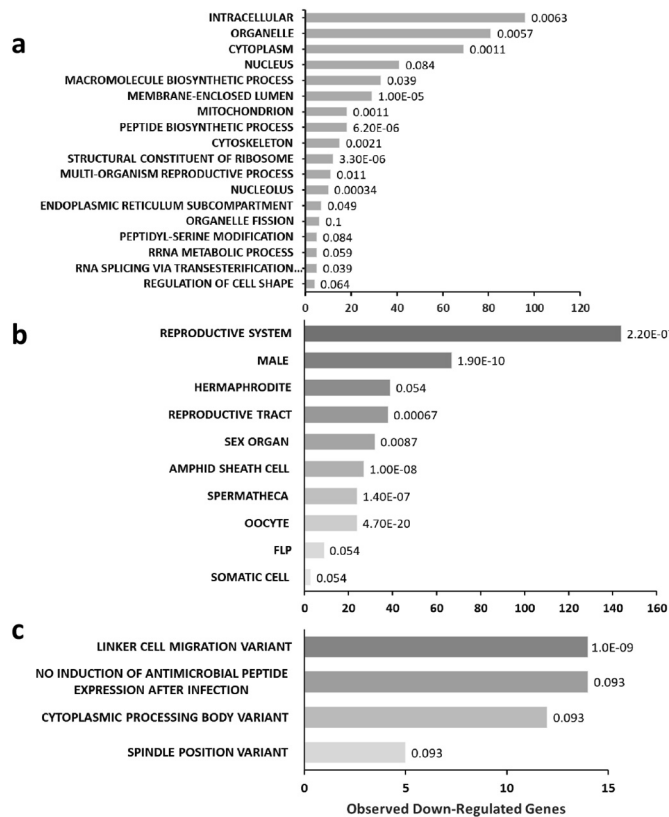 a
INTRACELLULAR 0.0063
ORGANELLE 0.0057
CYTOPLASM 0.0011
NUCLEUS 0.084
MACROMOLECULE BIOSYNTHETIC PROCESS 0.039
MEMBRANE-ENCLOSED LUMEN 1.00E-05
MITOCHONDRION 0.0011
PEPTIDE BIOSYNTHETIC PROCESS 6.20E-06
CYTOSKELETON 0.0021
STRUCTURAL CONSTITUENT OF RIBOSOME 3.30E-06
MULTI-ORGANISM REPRODUCTIVE PROCESS 0.011
NUCLEOLUS 0.00034
ENDOPLASMIC RETICULUM SUBCOMPARTMENT 0.049
ORGANELLE FISSION 0.1
PEPTIDYL-SERINE MODIFICATION 0.084
RRNA METABOLIC PROCESS 0.059
RNA SPLICING VIA TRANSESTERIFICATION... 0.039
REGULATION OF CELL SHAPE 0.064
0 20 40 60 80 100 120
b
REPRODUCTIVE SYSTEM 2.20E-0
MALE 1.90E-10
HERMAPHRODITE 0.054
REPRODUCTIVE TRACT 0.00067
SEX ORGAN 0.0087
AMPHID SHEATH CELL 1.00E-08
SPERMATHECA 1.40E-07
OOCYTE 4.70E-20
FLP 0.054
SOMATIC CELL 0.054
0 20 40 60 80 100 120 140 160
c
LINKER CELL MIGRATION VARIANT 1.0E-09
NO INDUCTION OF ANTIMICROBIAL PEPTIDE
EXPRESSION AFTER INFECTION 0.093
CYTOPLASMIC PROCESSING BODY VARIANT 0.093
SPINDLE POSITION VARIANT 0.093
0 5 10 15
Observed Down-Regulated Genes